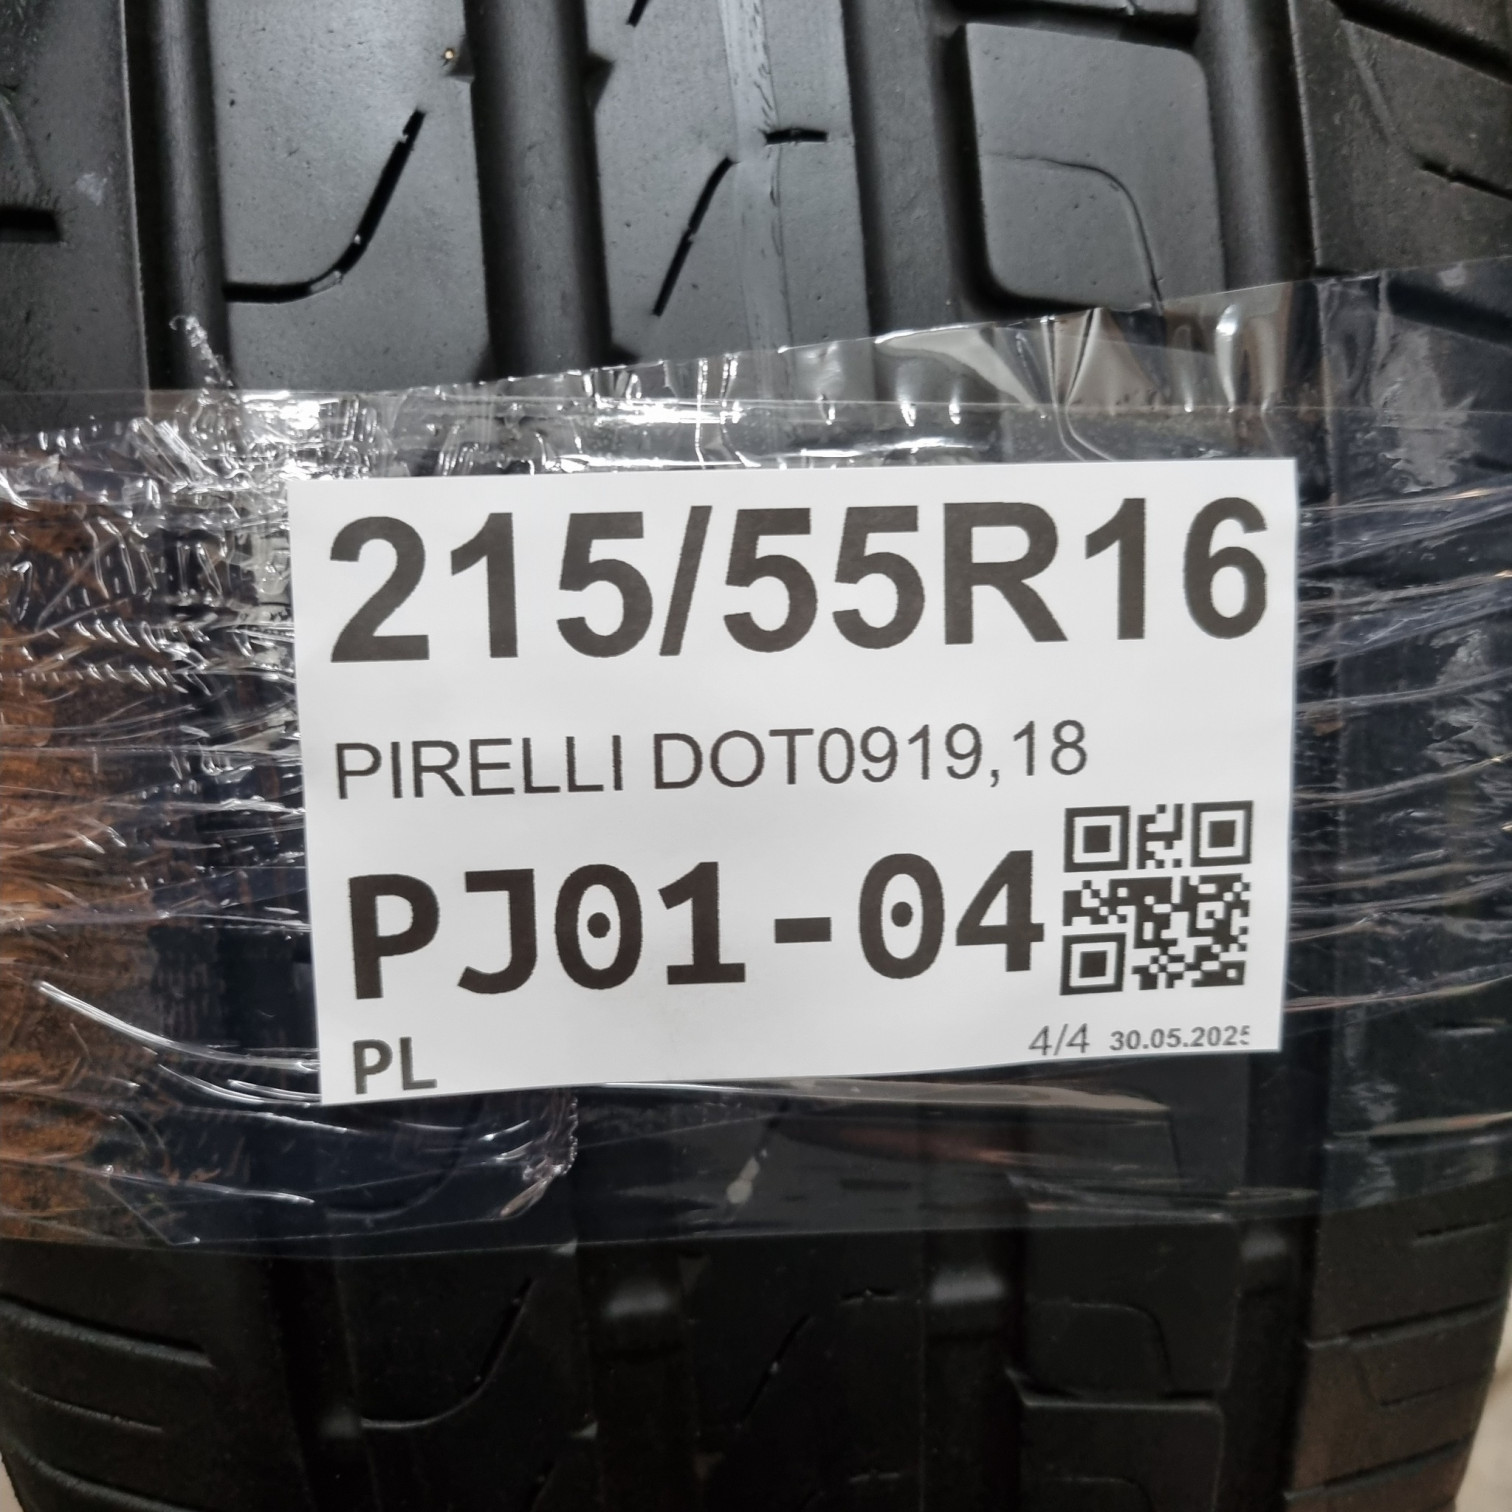 215/55R16
PIRELLI DOT0919,18
PJ01-04
PL 4/4 30.05.2025